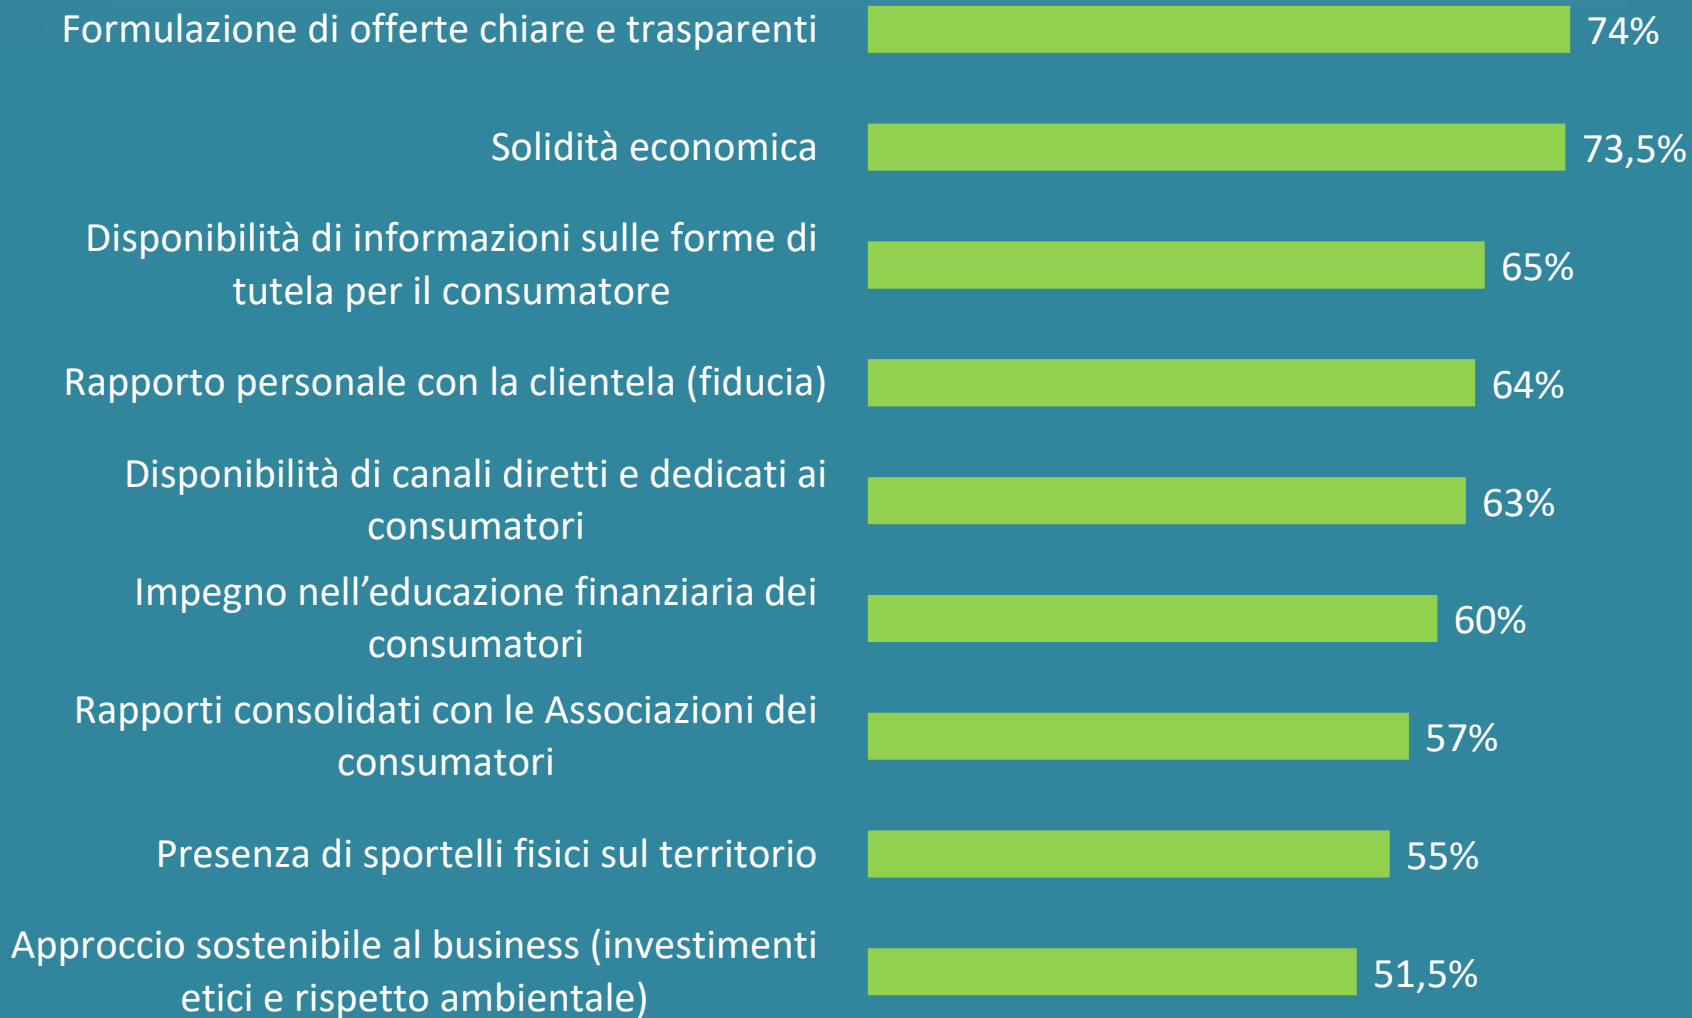 Formulazione di offerte chiare e trasparenti 74%
Solidità economica 73,5%
Disponibilità di informazioni sulle forme di
tutela per il consumatore 65%
Rapporto personale con la clientela (fiducia) 64%
Disponibilità di canali diretti e dedicati ai
consumatori 63%
Impegno nell’educazione finanziaria dei
consumatori 60%
Rapporti consolidati con le Associazioni dei
consumatori 57%
Presenza di sportelli fisici sul territorio 55%
Approccio sostenibile al business (investimenti
etici e rispetto ambientale) 51,5%